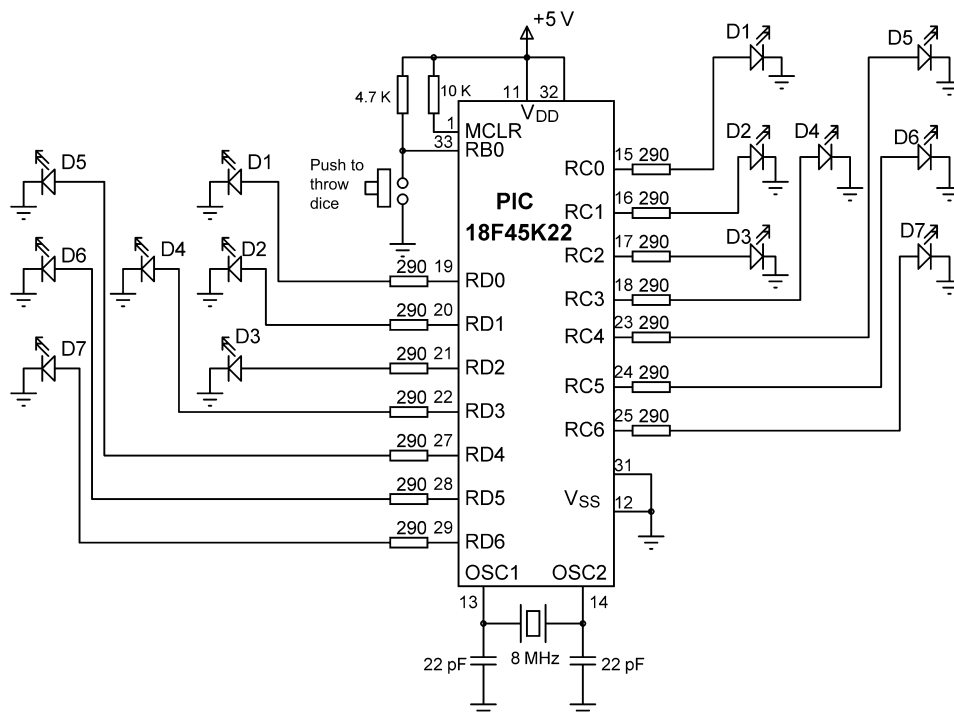 +5 V
D1
D5
4.7 K
10 K
11
32
VDD
1
MCLR
33
RB0
D2
D4
D6
D5
D1
Push to
throw
dice
PIC
18F45K22
RC0
15
290
RC1
16
290
D3
D7
RC2
17
290
D6
D4
D2
290
19
RD0
RC3
18
290
290
20
RD1
RC4
23
290
D7
D3
290
21
RD2
RC5
24
290
290
22
RD3
RC6
25
290
290
27
RD4
31
290
28
RD5
VSS
12
290
29
RD6
OSC1
OSC2
13
14
22 pF
8 MHz
22 pF